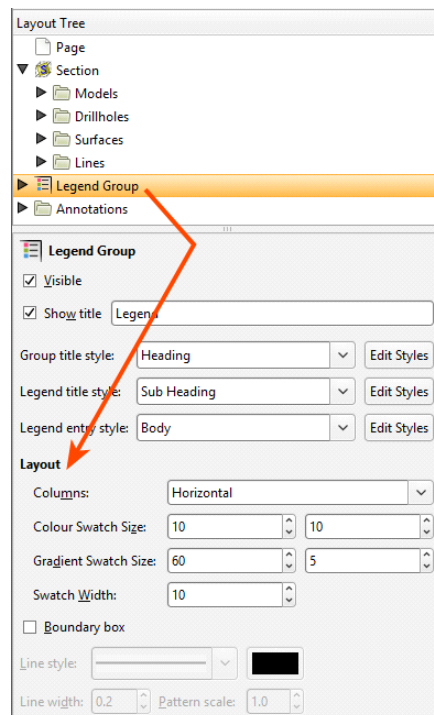 Layout Tree
Page
Section
Models
Drillholes
Surfaces
Lines
Legend Group
Annotations
Legend Group
Visible
Show title Legend
Group title style: Heading Edit Styles
Legend title style: Sub Heading Edit Styles
Legend entry style: Body Edit Styles
Layout
Columns: Horizontal
Colour Swatch Size: 10 10
Gradient Swatch Size: 60 5
Swatch Width: 10
Boundary box
Line style:
Line width: 0.2 Pattern scale: 1.0